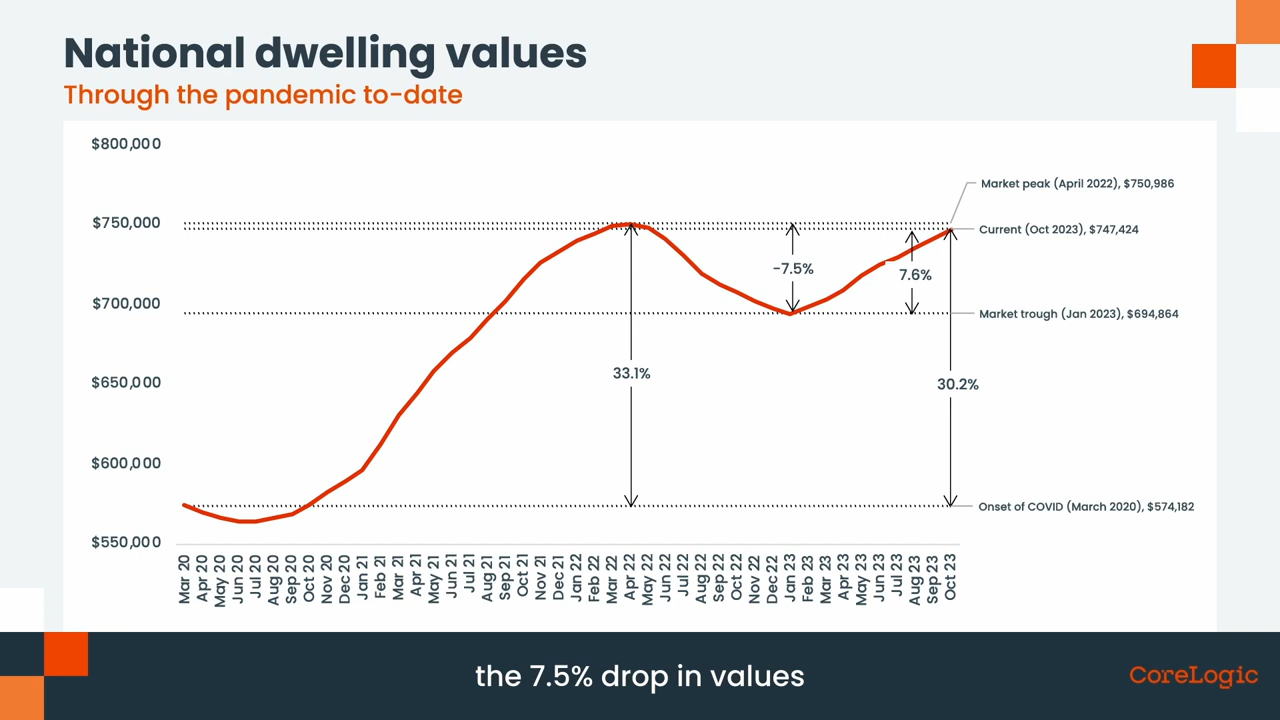 National dwelling values
Through the pandemic to-date
$800,000
$750,000
$700,000
$650,000
$600,000
$550,000
Market peak (April 2022), $750,986
Current (Oct 2023), $747,424
-7.5%
7.6%
Market trough (Jan 2023), $694,864
33.1%
30.2%
Onset of COVID (March 2020), $574,182
Mar 20
Apr 20
May 20
Jun 20
Jul 20
Aug 20
Sep 20
Oct 20
Nov 20
Dec 20
Jan 21
Feb 21
Mar 21
Apr 21
May 21
Jun 21
Jul 21
Aug 21
Sep 21
Oct 21
Nov 21
Dec 21
Jan 22
Feb 22
Mar 22
Apr 22
May 22
Jun 22
Jul 22
Aug 22
Sep 22
Oct 22
Nov 22
Dec 22
Jan 23
Feb 23
Mar 23
Apr 23
May 23
Jun 23
Jul 23
Aug 23
Sep 23
Oct 23
the 7.5% drop in values
CoreLogic